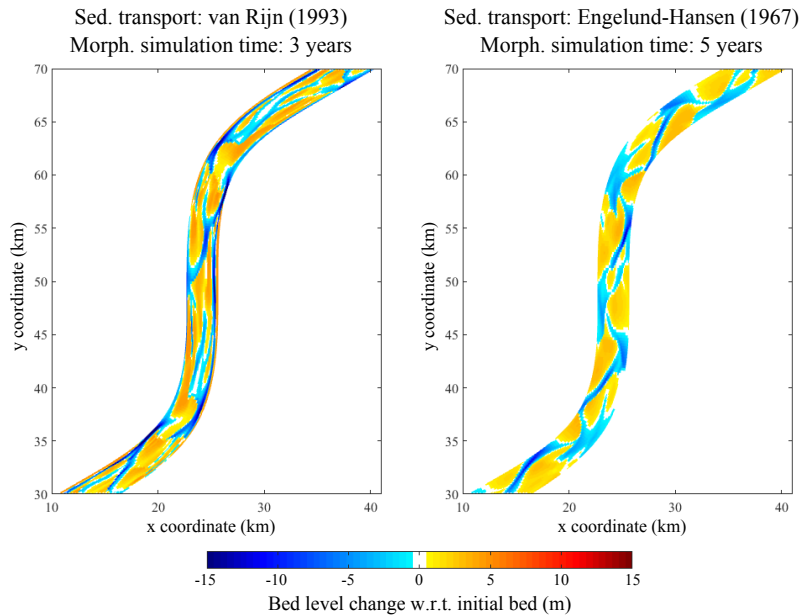 Sed. transport: van Rijn (1993)
Morph. simulation time: 3 years
Sed. transport: Engelund-Hansen (1967)
Morph. simulation time: 5 years
70
65
60
55
50
45
40
35
30
y coordinate (km)
10
20
30
40
x coordinate (km)
70
65
60
55
50
45
40
35
30
y coordinate (km)
10
20
30
40
x coordinate (km)
-15 -10 -5 0 5 10 15
Bed level change w.r.t. initial bed (m)